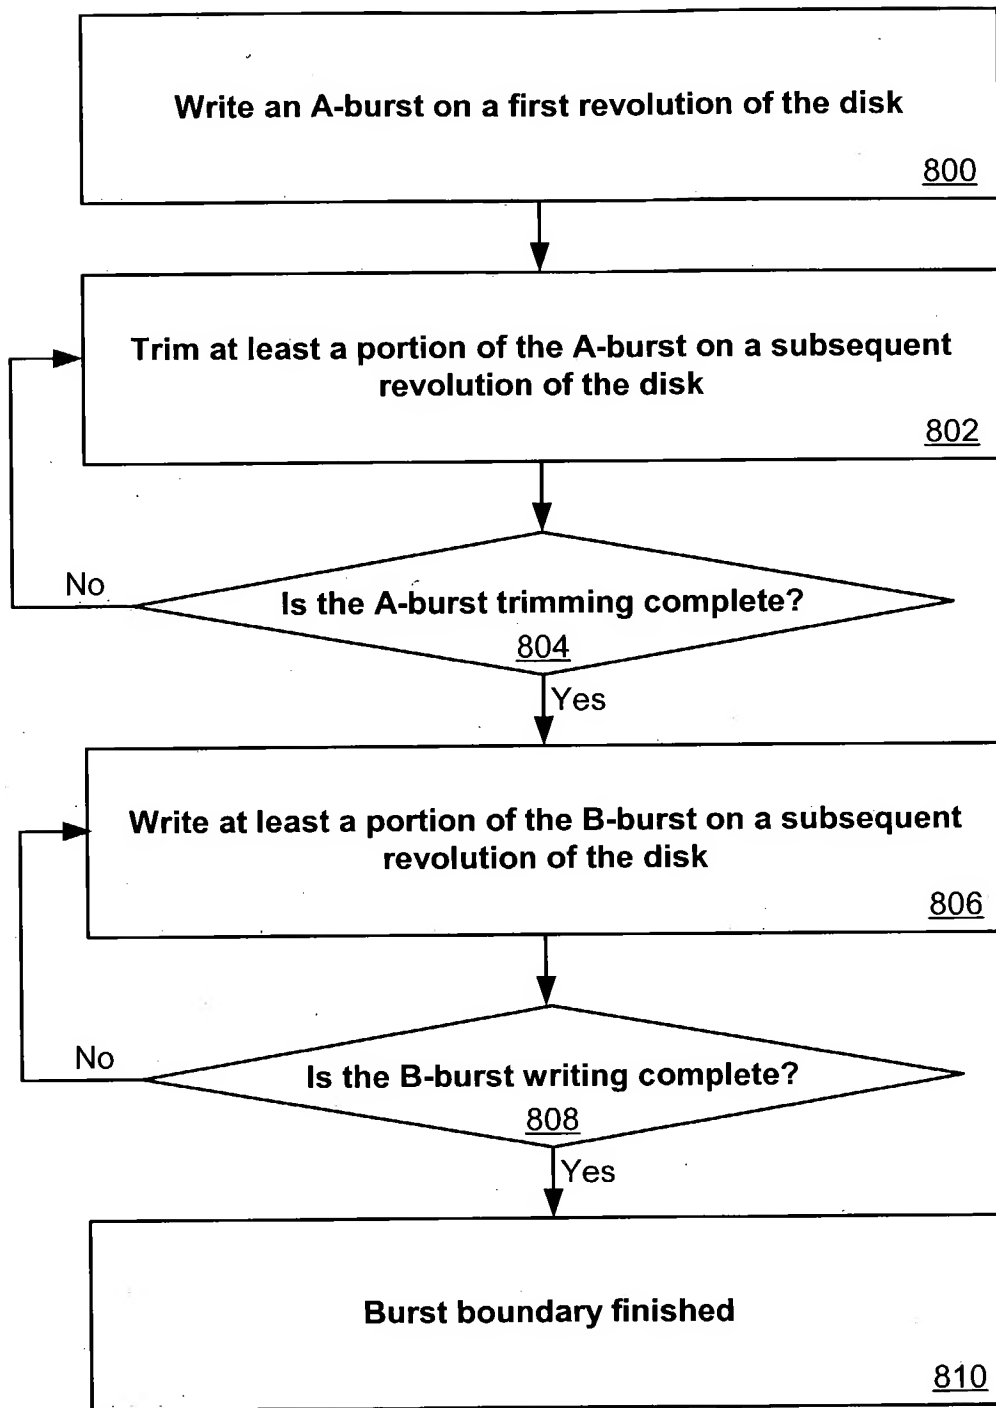 Write an A-burst on a first revolution of the disk
800
Trim at least a portion of the A-burst on a subsequent
revolution of the disk
802
No
Is the A-burst trimming complete?
804
Yes
Write at least a portion of the B-burst on a subsequent
revolution of the disk
806
No
Is the B-burst writing complete?
808
Yes
Burst boundary finished
810